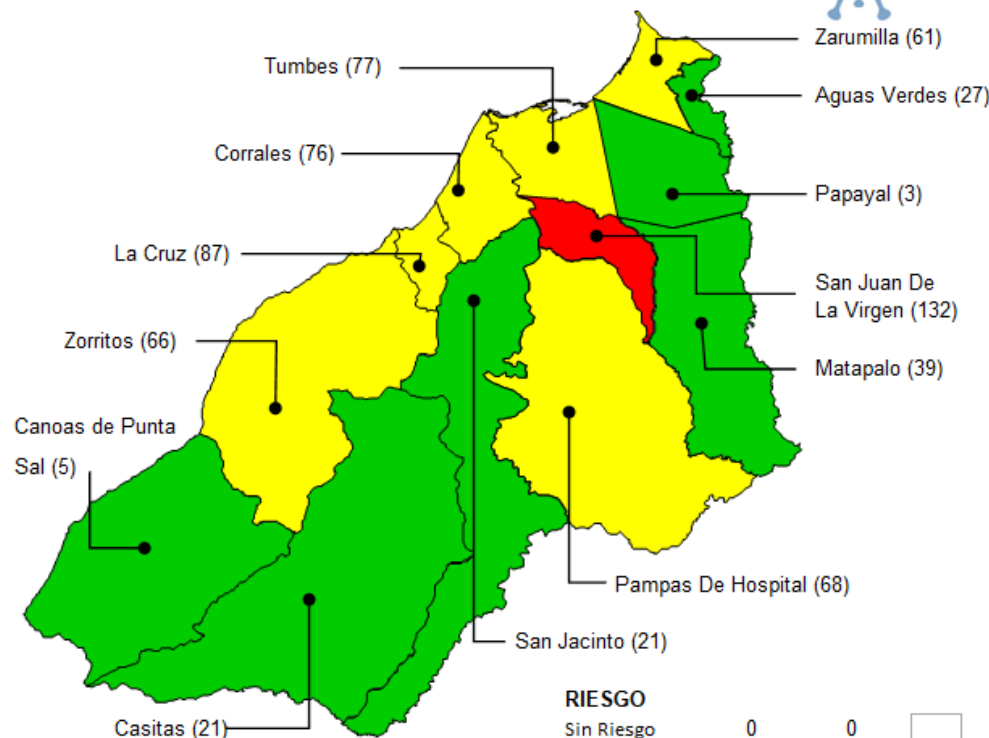 Zarumilla (61)
Tumbes (77)
Aguas Verdes (27)
Corrales (76)
Papayal (3)
La Cruz (87)
San Juan De
La Virgen (132)
Zorritos (66)
Matapalo (39)
Canoas de Punta
Sal (5)
Pampas De Hospital (68)
San Jacinto (21)
Casitas (21)
RIESGO
Sin Riesgo 0 0